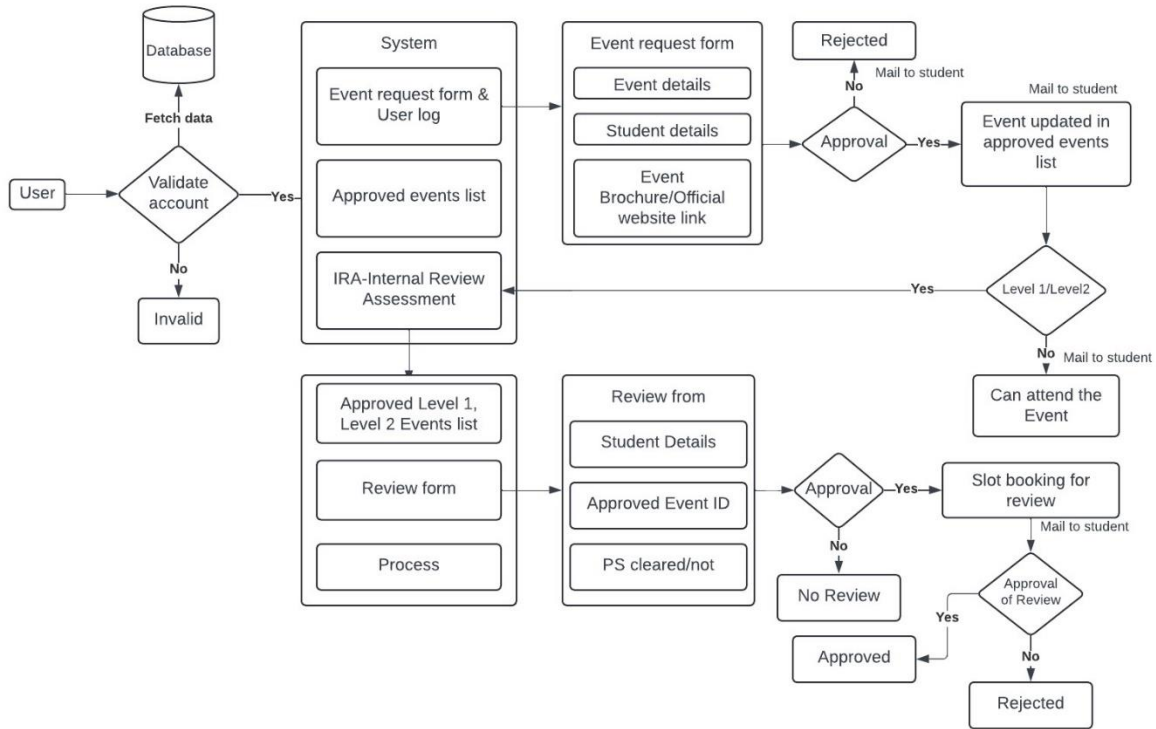 Database
Fetch data
User
Validate
account
Yes
No
Invalid
System
Event request form &
User log
Approved events list
IRA-Internal Review
Assessment
Event request form
Event details
Student details
Event
Brochure/Official
website link
Rejected
Mail to student
No
Approval
Yes
Mail to student
Event updated in
approved events
list
Level 1/Level2
Yes
No
Mail to student
Can attend the
Event
Approved Level 1,
Level 2 Events list
Review form
Process
Review from
Student Details
Approved Event ID
PS cleared/not
Approval
Yes
No
No Review
Slot booking for
review
Mail to student
Approval
of Review
Yes
Approved
No
Rejected